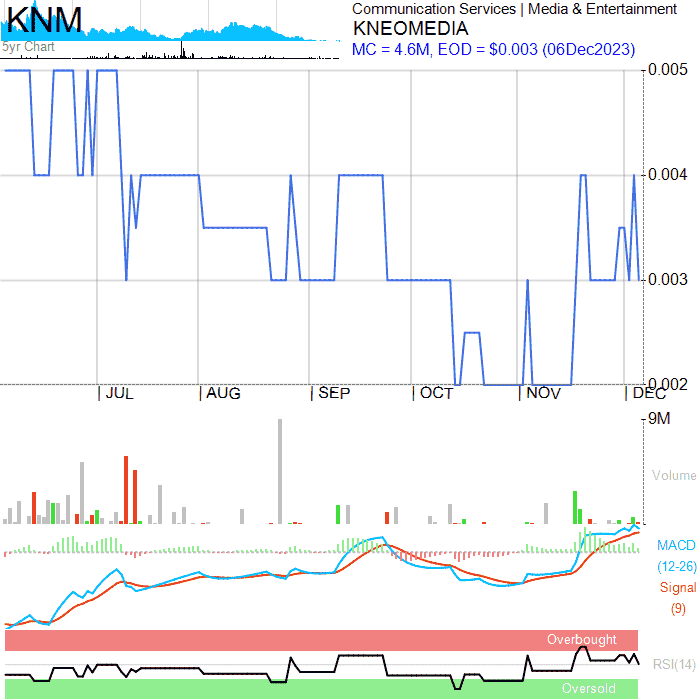 KNM
5yr Chart
Communication Services | Media & Entertainment
KNEOMEDIA
MC = 4.6M, EOD = $0.003 (06Dec2023)
0.005
0.004
0.003
0.002
JUL
AUG
SEP
OCT
NOV
DEC
9M
Volume
MACD
(12-26)
Signal
(9)
Overbought
RSI(14)
Oversold